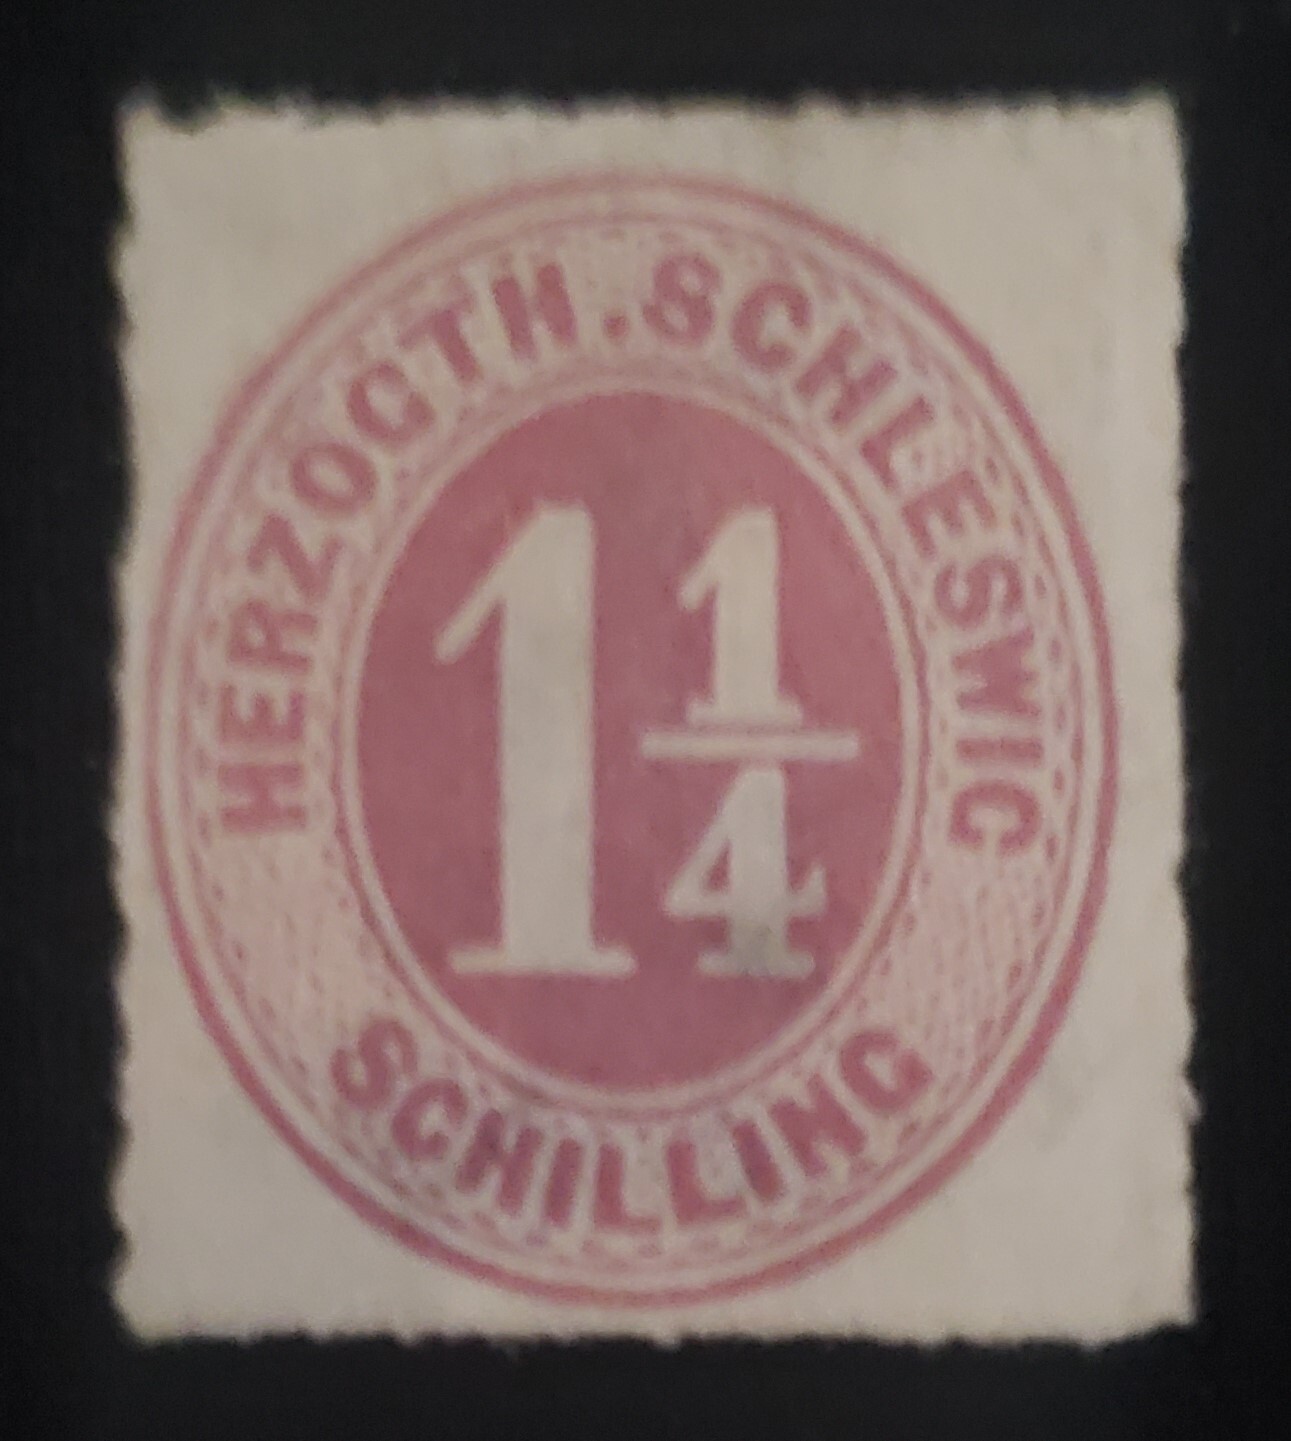 HERZOGTH. SCHLESWIG
1 1/4
SCHILLING